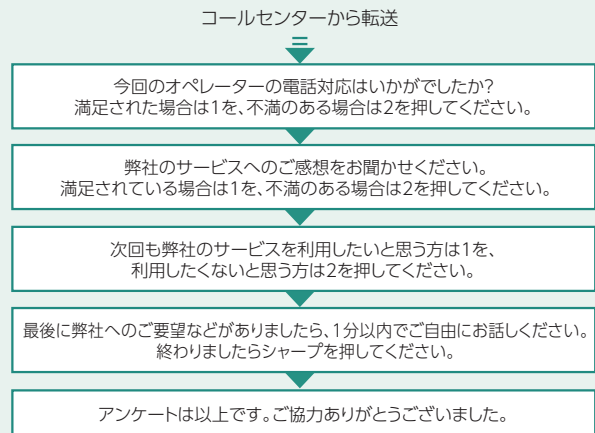 コールセンターから転送
今回のオペレーターの電話対応はいかがでしたか?
満足された場合は1を、不満のある場合は2を押してください。
弊社のサービスへのご感想をお聞かせください。
満足されている場合は1を、不満のある場合は2を押してください。
次回も弊社のサービスを利用したいと思う方は1を、
利用したくないと思う方は2を押してください。
最後に弊社へのご要望などがありましたら、1分以内でご自由にお話しください。
終わりましたらシャープを押してください。
アンケートは以上です。ご協力ありがとうございました。